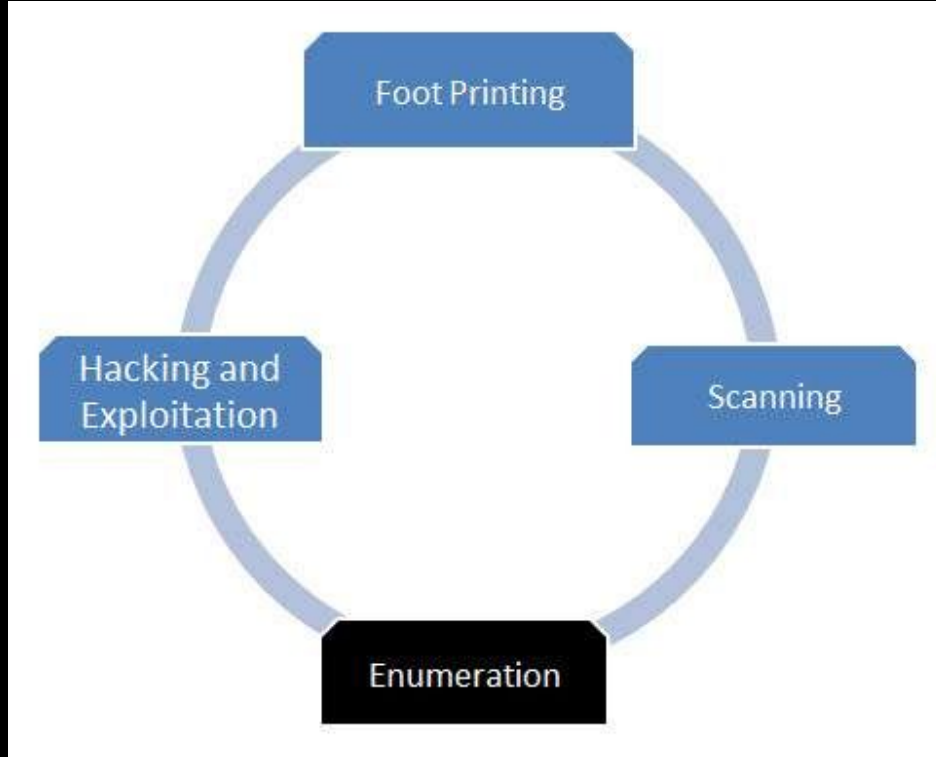 Foot Printing
Scanning
Enumeration
Hacking and
Exploitation